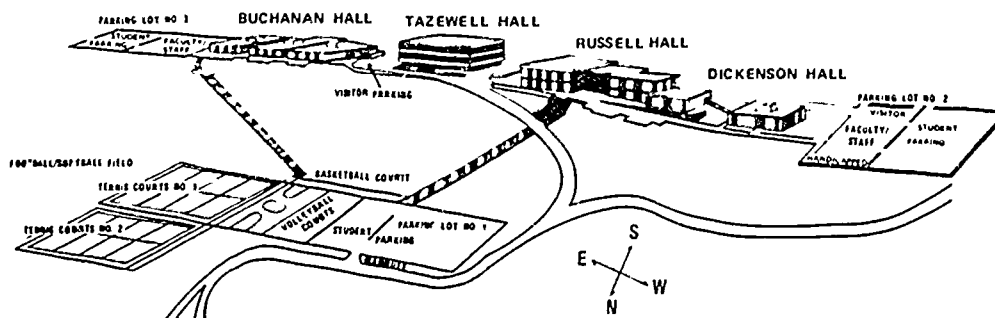 PARKING LOT NO 3
STUDENT
PARKING
FACULTY/
STAFF
BUCHANAN HALL
TAZEWELL HALL
VISITOR
PARKING
RUSSELL HALL
DICKENSON HALL
PARKING LOT NO 2
VISITOR
FACULTY/
STAFF
STUDENT
PARKING
HANDICAPPED
FOOTBALL/SOFTBALL FIELD
BASKETBALL COURTS
TENNIS COURTS NO 1
TENNIS COURTS NO 2
VOLLEYBALL
COURTS
STUDENT
PARKING
PARKING LOT NO 1
S
E
W
N